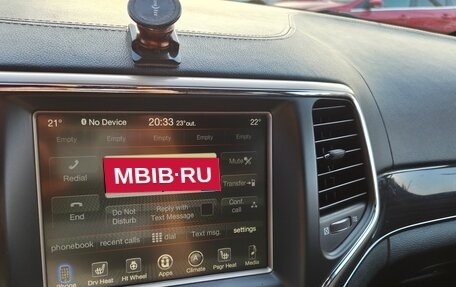 21° No Device 20:33 23°out. 22°
Empty Empty Empty Empty Empty
Redial MBIB·RU Mute
Transfer
End Do Not Disturb Reply with Text Message Conf. call
phonebook recent calls dial Text msg. settings
phone Drv Heat Ht Wheel Apps Climate Psgr Heat Media